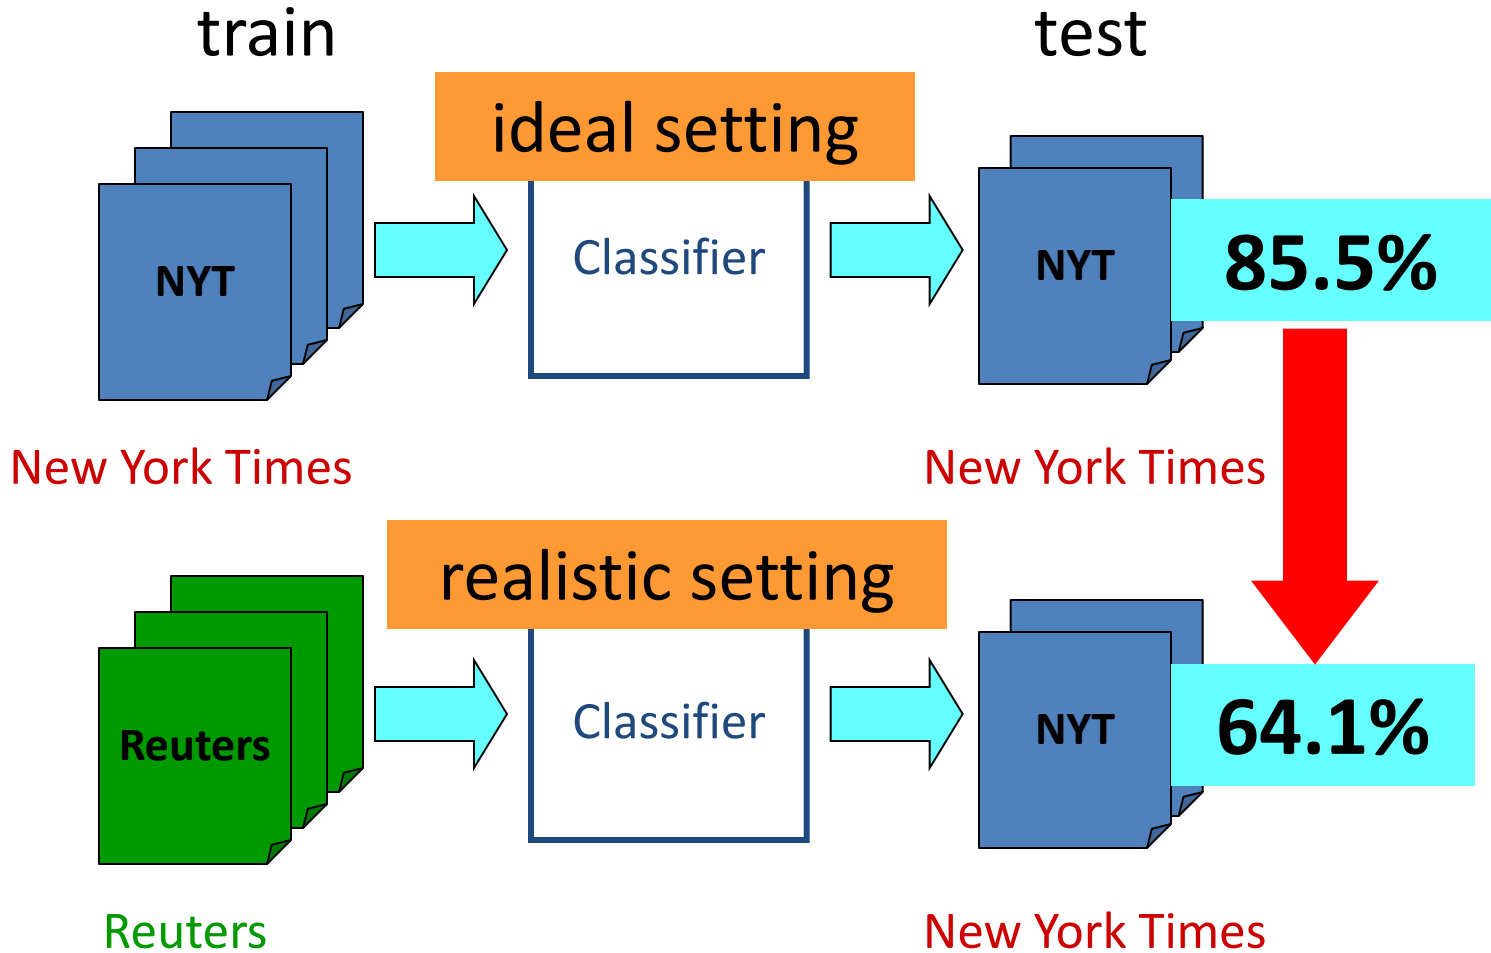 train
test
ideal setting
NYT
Classifier
NYT
85.5%
New York Times
New York Times
realistic setting
Reuters
Classifier
NYT
64.1%
Reuters
New York Times